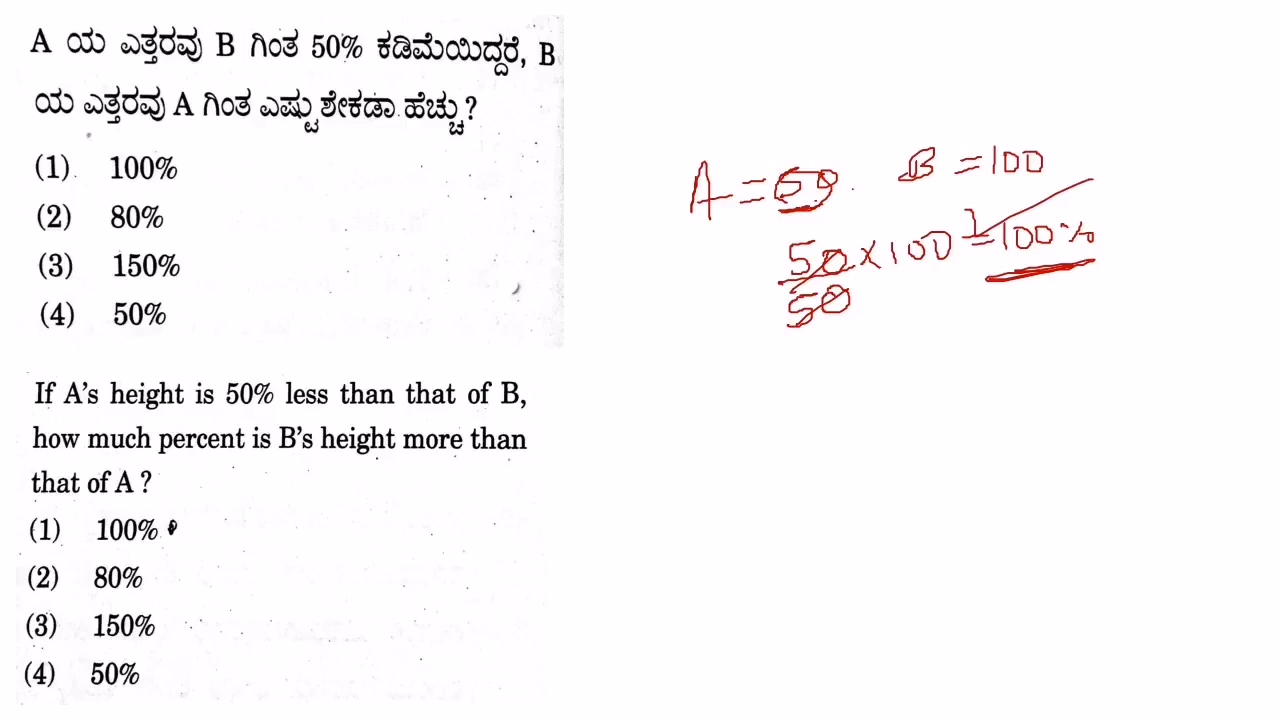 A ಯ ಎತ್ತರವು B ಗಿಂತ 50% ಕಡಿಮೆಯಿದ್ದರೆ, B
ಯ ಎತ್ತರವು A ಗಿಂತ ಎಷ್ಟು ಶೇಕಡಾ ಹೆಚ್ಚು?
(1) 100%
(2) 80%
(3) 150%
(4) 50%
If A's height is 50% less than that of B,
how much percent is B's height more than
that of A ?
(1) 100%
(2) 80%
(3) 150%
(4) 50%
A = 50 B = 100
50 × 100 = 100%
50